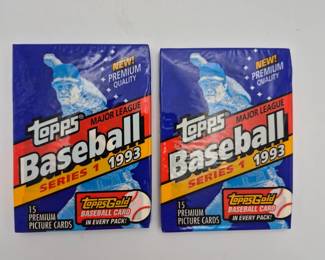 NEW!
PREMIUM
QUALITY
MAJOR LEAGUE
TOPPS
Baseball
SERIES 1 1993
ToppsGold
BASEBALL CARD
IN EVERY PACK!
15
PREMIUM
PICTURE CARDS
NEW!
PREMIUM
QUALITY
MAJOR LEAGUE
TOPPS
Baseball
SERIES 1 1993
ToppsGold
BASEBALL CARD
IN EVERY PACK!
15
PREMIUM
PICTURE CARDS